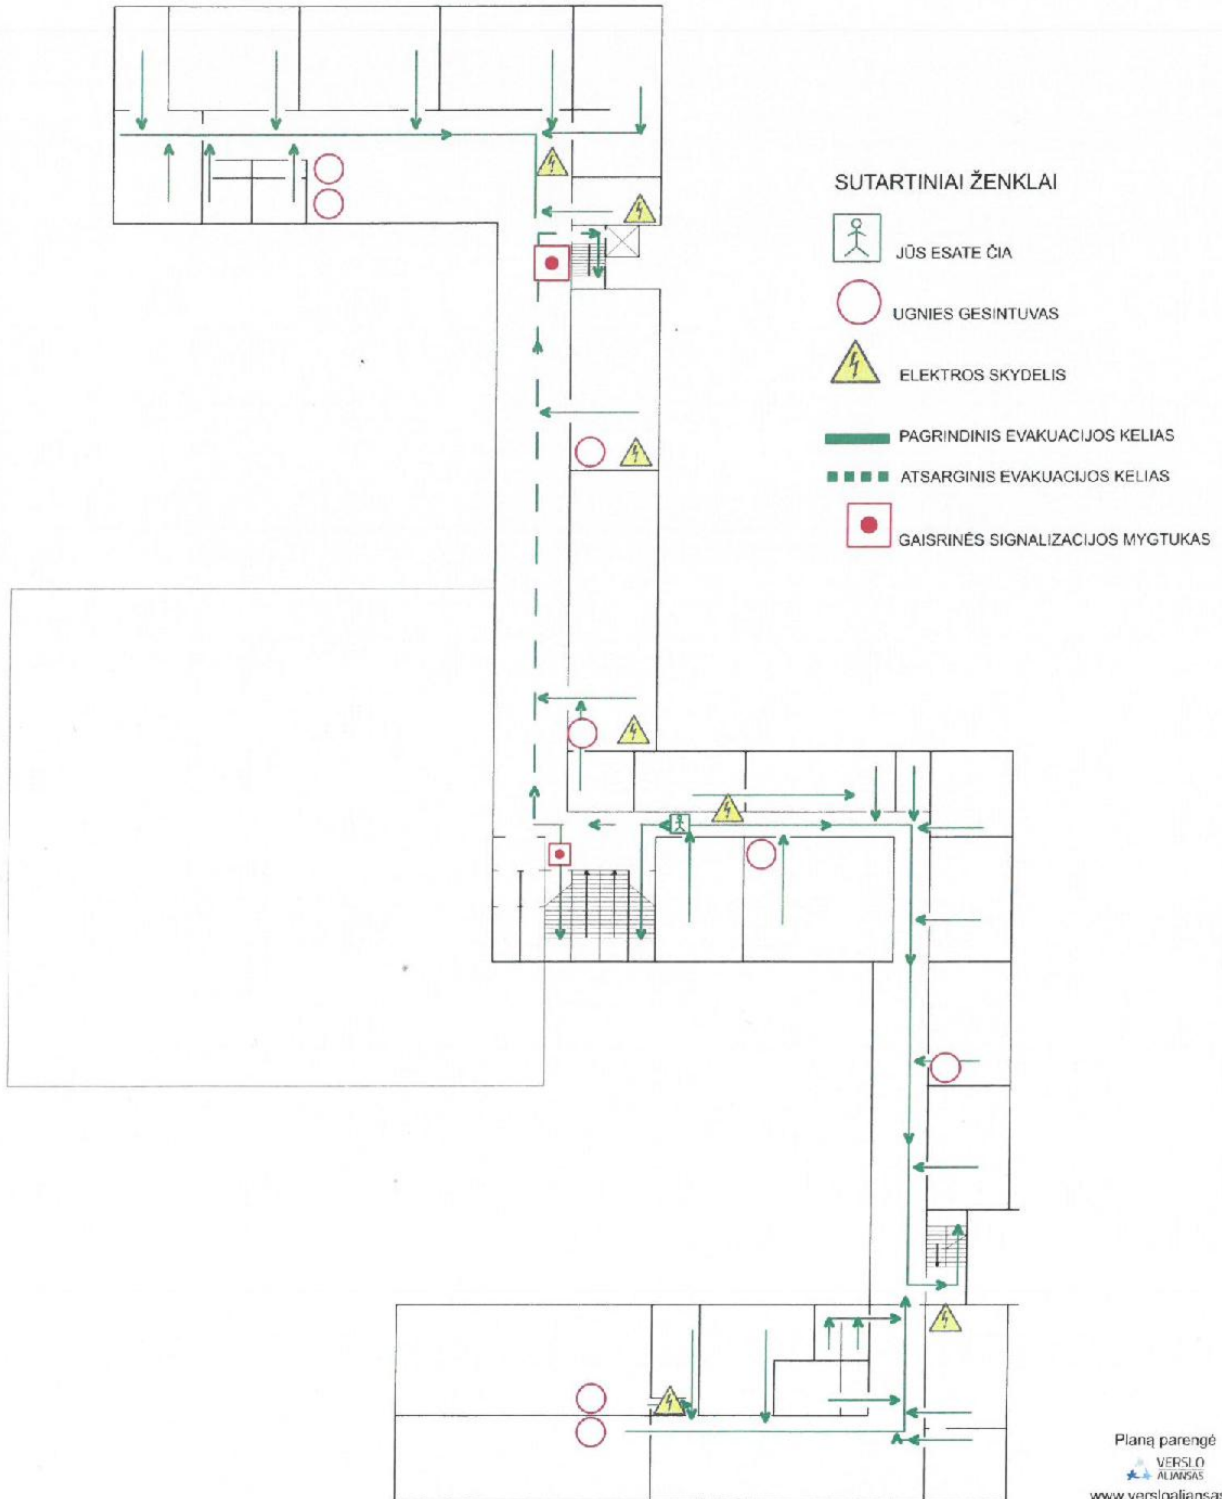 SUTARTINIAI ŽENKLAI
JŪS ESATE ČIA
UGNIES GESINTUVAS
ELEKTROS SKYDELIS
PAGRINDINIS EVAKUACIJOS KELIAS
ATSARGINIS EVAKUACIJOS KELIAS
GAISRINĖS SIGNALIZACIJOS MYGTUKAS
Planą parengė
VERSLO
ALJANSAS